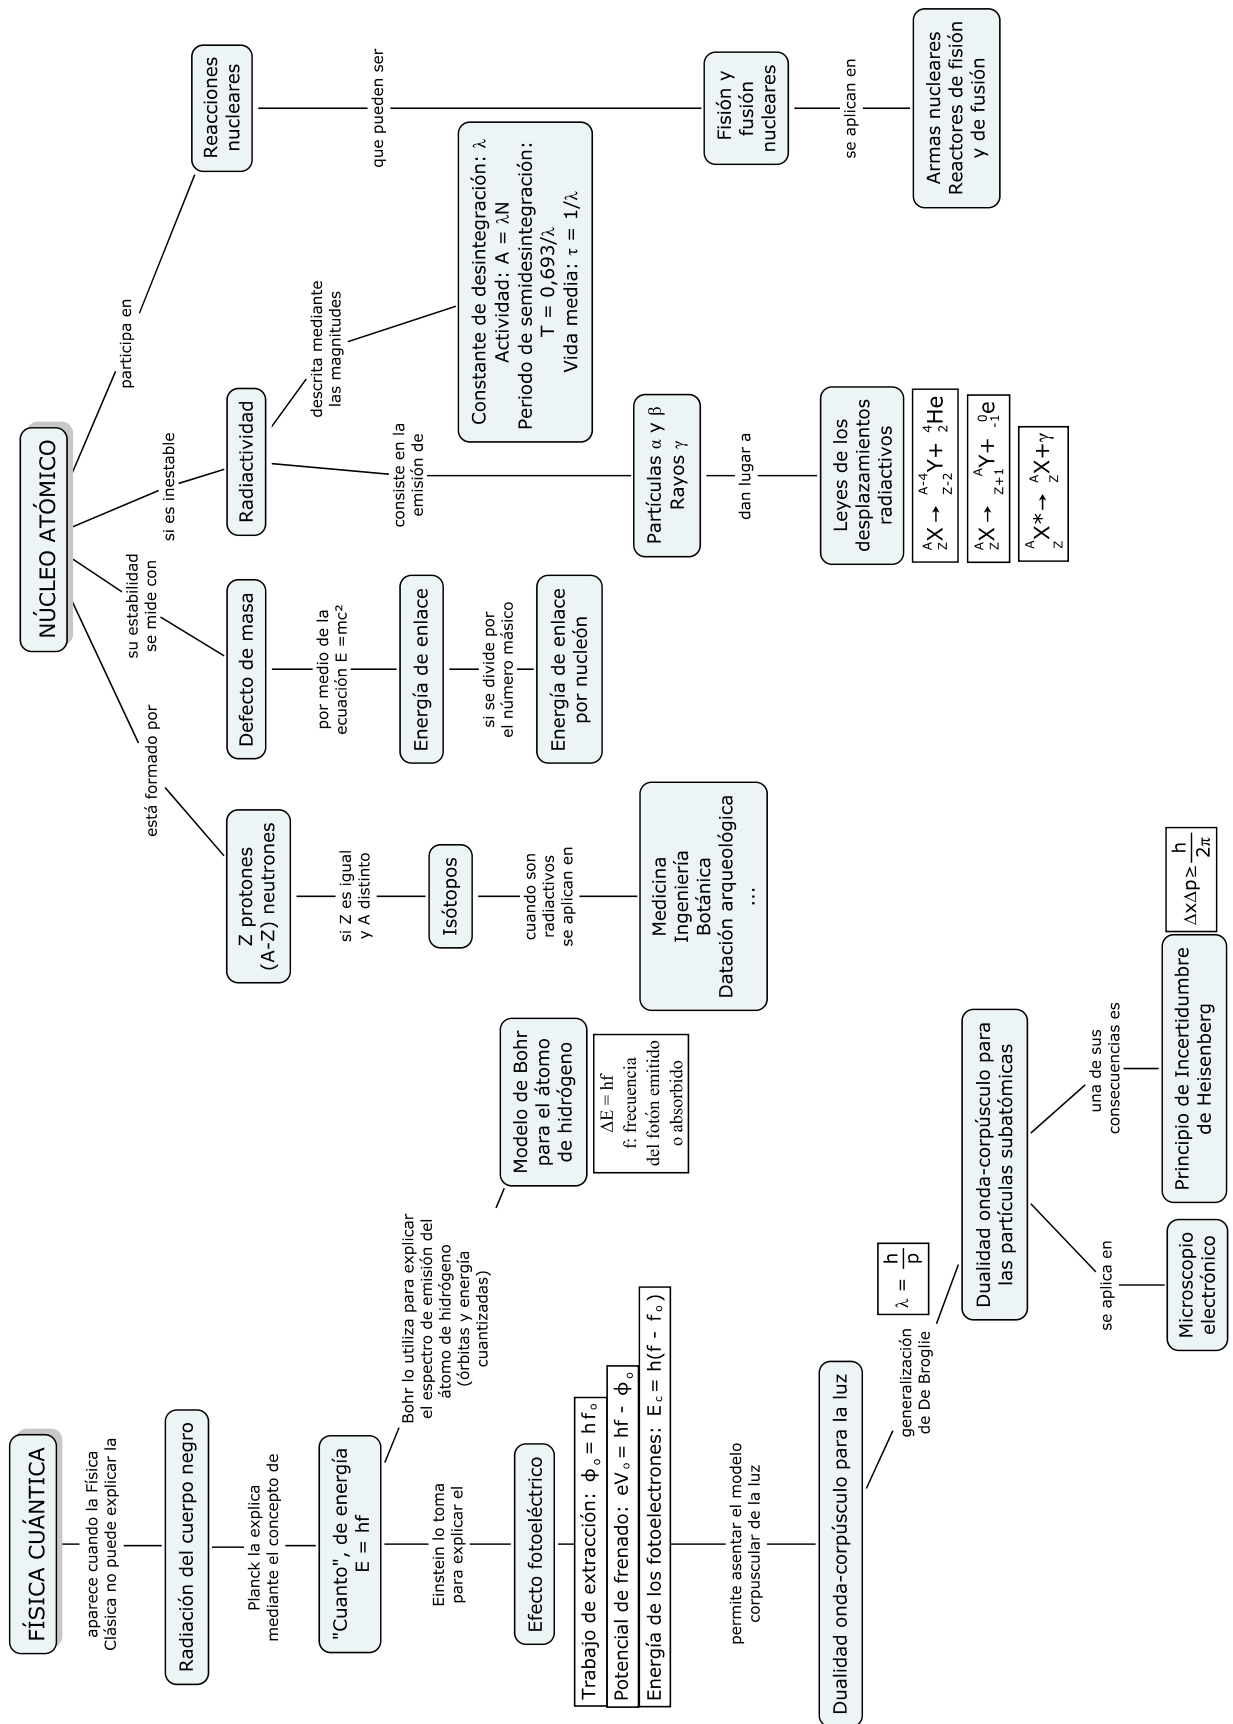 FÍSICA CUÁNTICA
aparece cuando la Física
Clásica no puede explicar la
Radiación del cuerpo negro
Planck la explica
mediante el concepto de
"Cuanto", de energía
E = hf
Bohr lo utiliza para explicar
el espectro de emisión del
átomo de hidrógeno
(órbitas y energía
cuantizadas)
Modelo de Bohr
para el átomo
de hidrógeno
ΔE = hf
f: frecuencia
del fotón emitido
o absorbido
Einstein lo toma
para explicar el
Efecto fotoeléctrico
Trabajo de extracción: ϕ₀ = hf₀
Potencial de frenado: eV₀ = hf - ϕ₀
Energía de los fotoelectrones: E꜀ = h(f - f₀)
permite asentar el modelo
corpuscular de la luz
Dualidad onda-corpúsculo para la luz
generalización
de De Broglie
λ = h/p
Dualidad onda-corpúsculo para
las partículas subatómicas
se aplica en
Microscopio
electrónico
una de sus
consecuencias es
Principio de Incertidumbre
de Heisenberg
ΔxΔp≥ h/2π
NÚCLEO ATÓMICO
está formado por
Z protones
(A-Z) neutrones
si Z es igual
y A distinto
Isótopos
cuando son
radiactivos
se aplican en
Medicina
Ingeniería
Botánica
Datación arqueológica
...
su estabilidad
se mide con
Defecto de masa
por medio de la
ecuación E =mc²
Energía de enlace
si se divide por
el número másico
Energía de enlace
por nucleón
si es inestable
Radiactividad
consiste en la
emisión de
Partículas α y β
Rayos γ
dan lugar a
Leyes de los
desplazamientos
radiactivos
ᴬ_Z X → ᴬ⁻⁴_Z-2 Y+ ⁴₂He
ᴬ_Z X → ᴬ_Z+1 Y+ ⁰₋₁e
ᴬ_Z X* → ᴬ_Z X+γ
descrita mediante
las magnitudes
Constante de desintegración: λ
Actividad: A = λN
Periodo de semidesintegración:
T = 0,693/λ
Vida media: τ = 1/λ
participa en
Reacciones
nucleares
que pueden ser
Fisión y
fusión
nucleares
se aplican en
Armas nucleares
Reactores de fisión
y de fusión